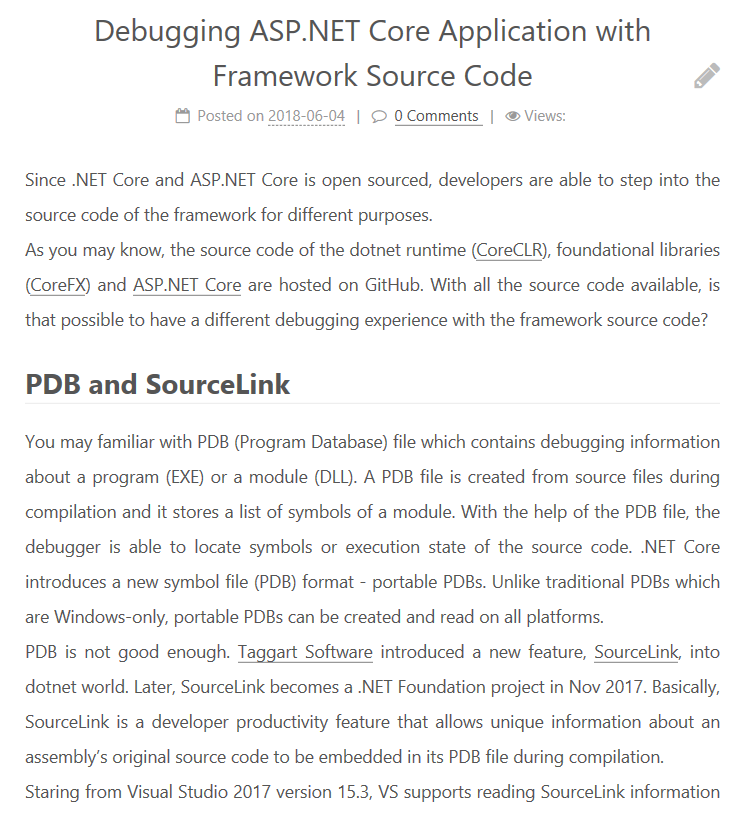 Debugging ASP.NET Core Application with
Framework Source Code
Posted on 2018-06-04 | 0 Comments | Views:
Since .NET Core and ASP.NET Core is open sourced, developers are able to step into the
source code of the framework for different purposes.
As you may know, the source code of the dotnet runtime (CoreCLR), foundational libraries
(CoreFX) and ASP.NET Core are hosted on GitHub. With all the source code available, is
that possible to have a different debugging experience with the framework source code?
PDB and SourceLink
You may familiar with PDB (Program Database) file which contains debugging information
about a program (EXE) or a module (DLL). A PDB file is created from source files during
compilation and it stores a list of symbols of a module. With the help of the PDB file, the
debugger is able to locate symbols or execution state of the source code. .NET Core
introduces a new symbol file (PDB) format - portable PDBs. Unlike traditional PDBs which
are Windows-only, portable PDBs can be created and read on all platforms.
PDB is not good enough. Taggart Software introduced a new feature, SourceLink, into
dotnet world. Later, SourceLink becomes a .NET Foundation project in Nov 2017. Basically,
SourceLink is a developer productivity feature that allows unique information about an
assembly’s original source code to be embedded in its PDB file during compilation.
Staring from Visual Studio 2017 version 15.3, VS supports reading SourceLink information